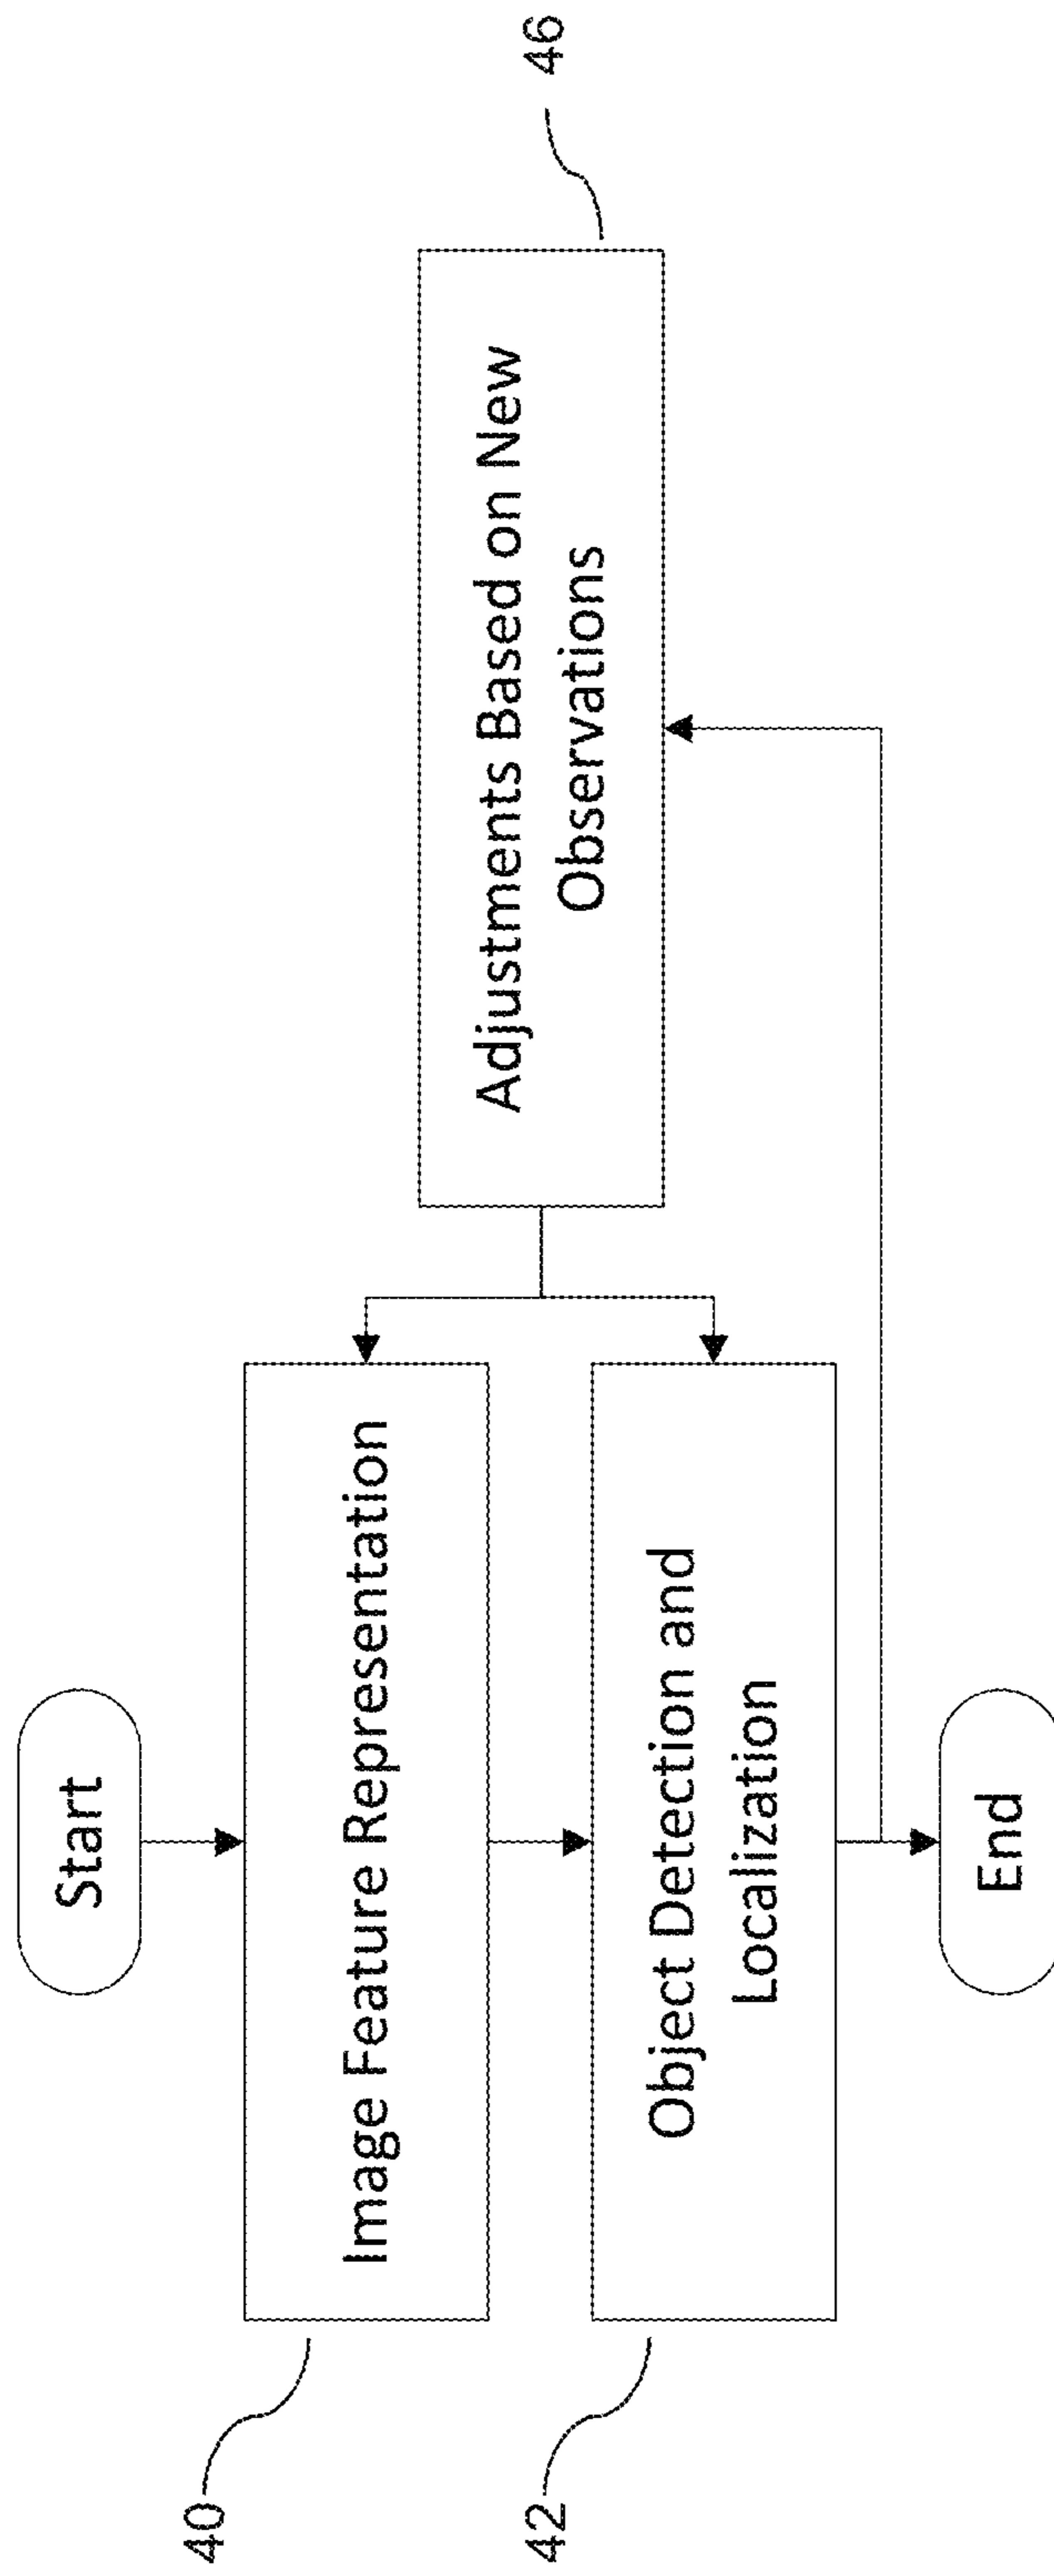 Start
40
Image Feature Representation
42
Object Detection and
Localization
End
Adjustments Based on New
Observations
46